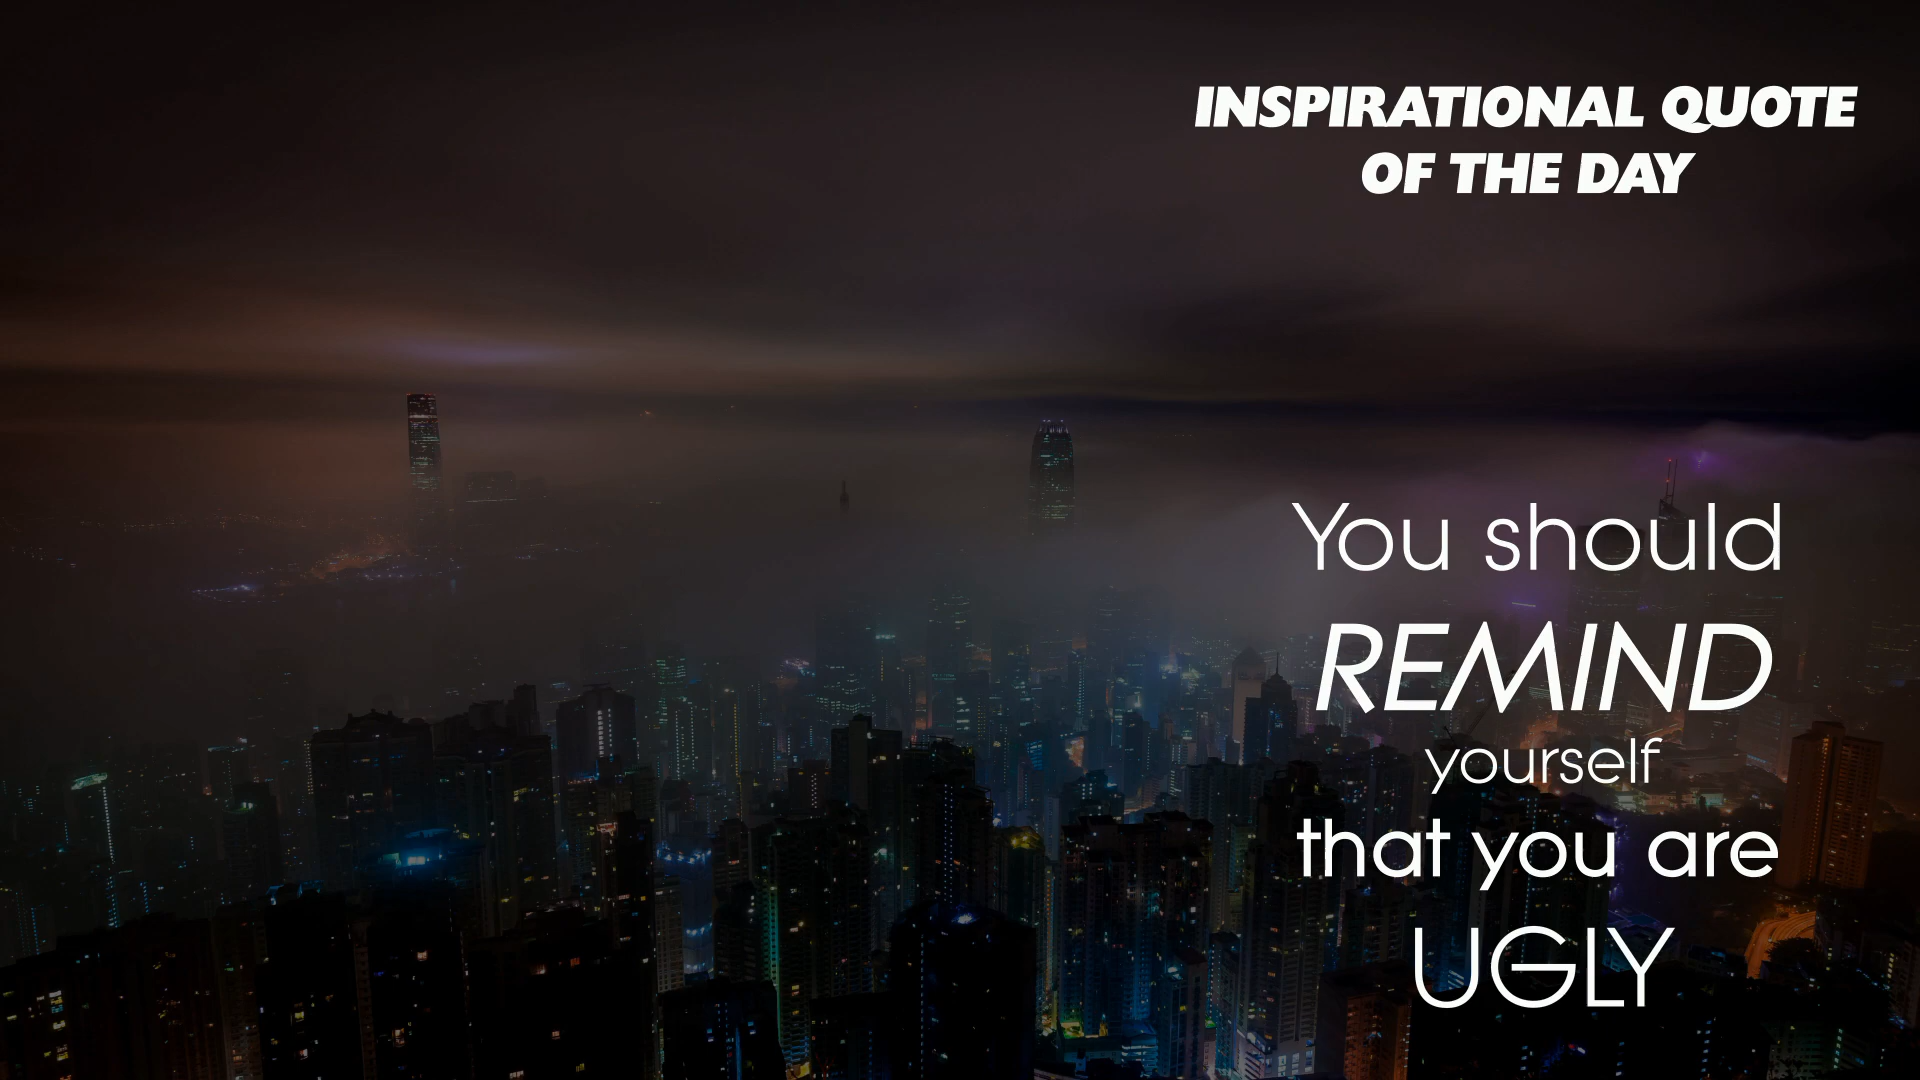 INSPIRATIONAL QUOTE
OF THE DAY
You should
REMIND
yourself
that you are
UGLY